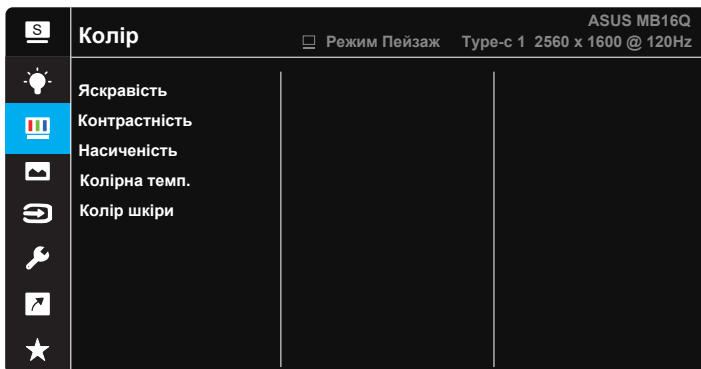 S
ASUS MB16Q
Колір
Режим Пейзаж Type-c 1 2560 x 1600 @ 120Hz
Яскравість
Контрастність
Насиченість
Колірна темп.
Колір шкіри